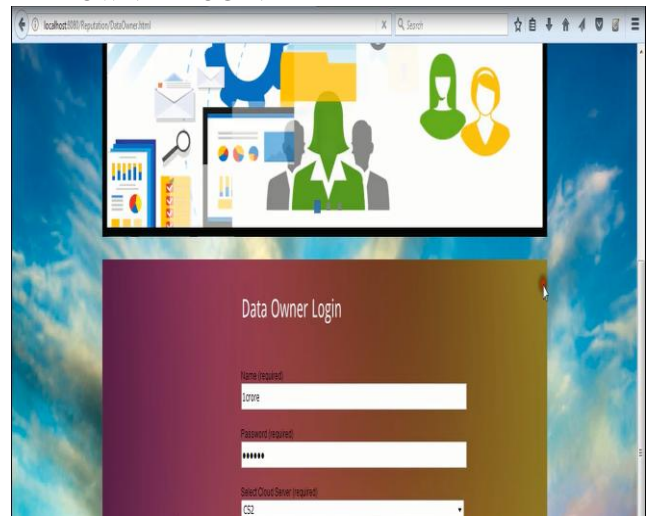 localhost:8080/Reputation/DataOwner.html
Search
Data Owner Login
Name (required)
1crore
Password (required)
••••••
Select Cloud Server (required)
CS2